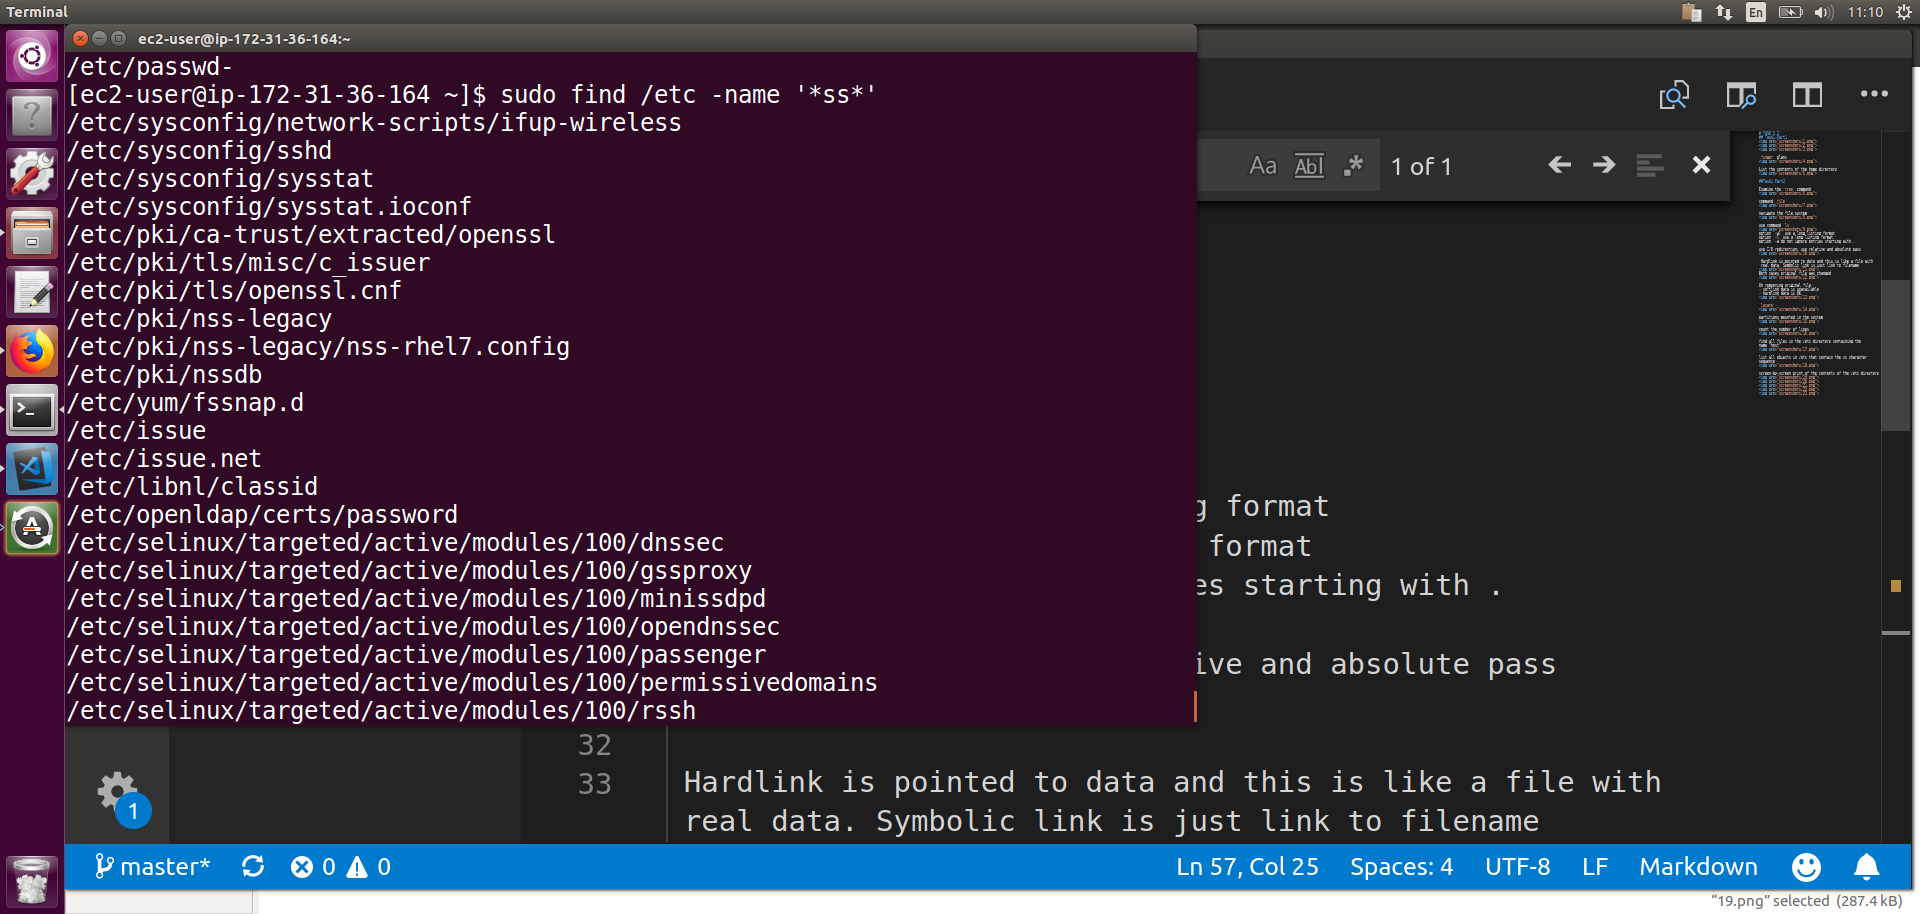 Terminal
En
11:10
ec2-user@ip-172-31-36-164:~
/etc/passwd-
[ec2-user@ip-172-31-36-164 ~]$ sudo find /etc -name '*ss*'
/etc/sysconfig/network-scripts/ifup-wireless
/etc/sysconfig/sshd
/etc/sysconfig/sysstat
/etc/sysconfig/sysstat.ioconf
/etc/pki/ca-trust/extracted/openssl
/etc/pki/tls/misc/c_issuer
/etc/pki/tls/openssl.cnf
/etc/pki/nss-legacy
/etc/pki/nss-legacy/nss-rhel7.config
/etc/pki/nssdb
/etc/yum/fssnap.d
/etc/issue
/etc/issue.net
/etc/libnl/classid
/etc/openldap/certs/password
/etc/selinux/targeted/active/modules/100/dnssec
/etc/selinux/targeted/active/modules/100/gssproxy
/etc/selinux/targeted/active/modules/100/minissdpd
/etc/selinux/targeted/active/modules/100/opendnssec
/etc/selinux/targeted/active/modules/100/passenger
/etc/selinux/targeted/active/modules/100/permissivedomains
/etc/selinux/targeted/active/modules/100/rssh
Aa Abl .* 1 of 1
g format
format
es starting with .
ive and absolute pass
32
33 Hardlink is pointed to data and this is like a file with
real data. Symbolic link is just link to filename
1
master* 0 0 Ln 57, Col 25 Spaces: 4 UTF-8 LF Markdown
"19.png" selected (287.4 kB)